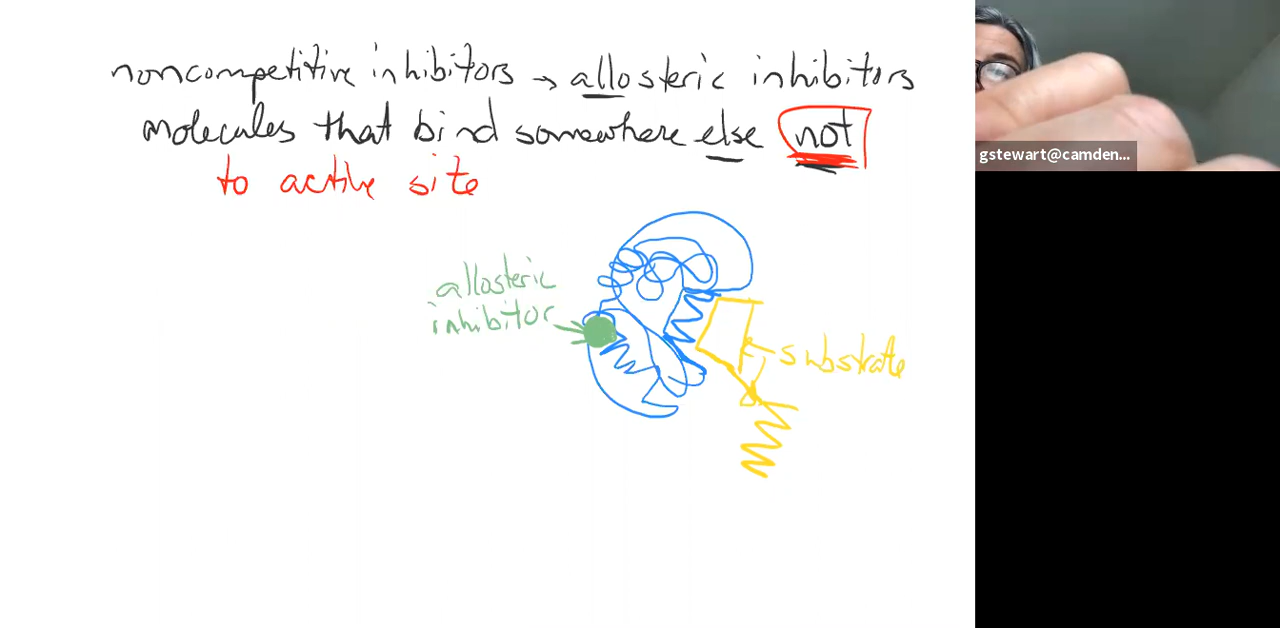 noncompetitive inhibitors → allosteric inhibitors
molecules that bind somewhere else not
to active site
allosteric
inhibitor
substrate
gstewart@camden...